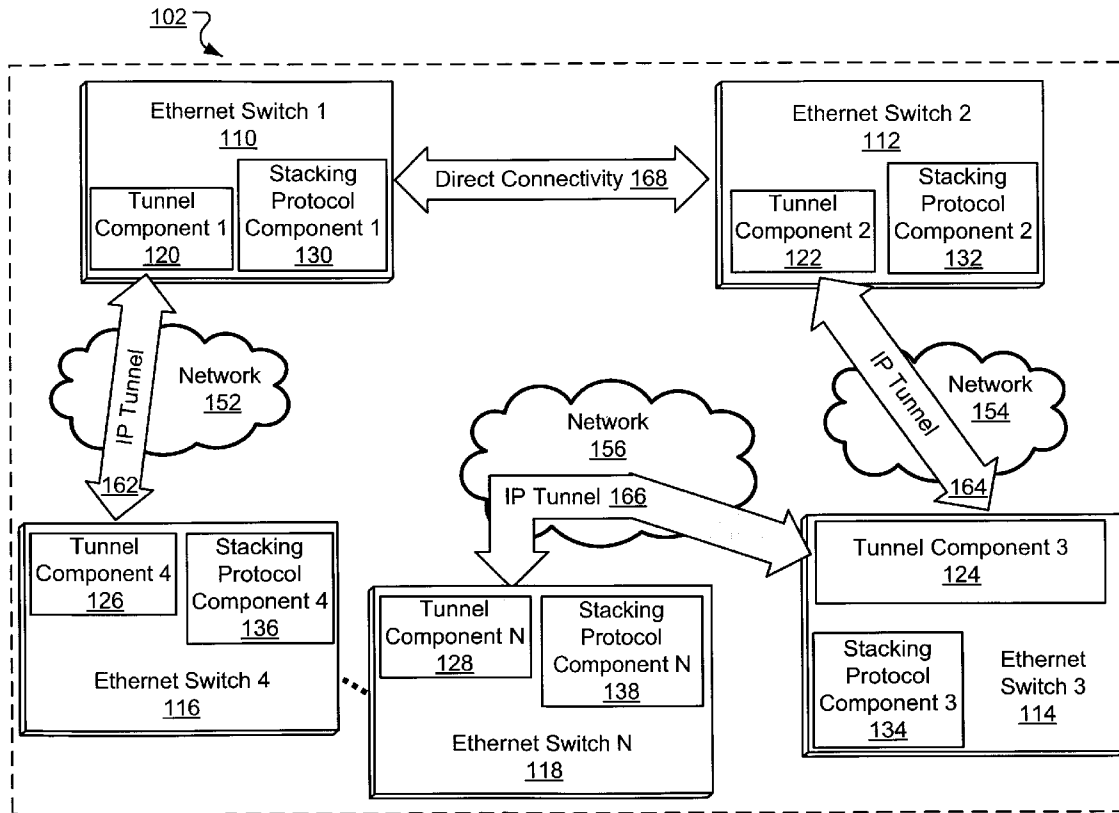 102
Ethernet Switch 1
110
Tunnel
Component 1
120
Stacking
Protocol
Component 1
130
Direct Connectivity 168
Ethernet Switch 2
112
Tunnel
Component 2
122
Stacking
Protocol
Component 2
132
IP Tunnel
162
Network
152
IP Tunnel
164
Network
154
Network
156
IP Tunnel 166
Tunnel
Component 4
126
Stacking
Protocol
Component 4
136
Ethernet Switch 4
116
Tunnel
Component N
128
Stacking
Protocol
Component N
138
Ethernet Switch N
118
Tunnel Component 3
124
Stacking
Protocol
Component 3
134
Ethernet
Switch 3
114